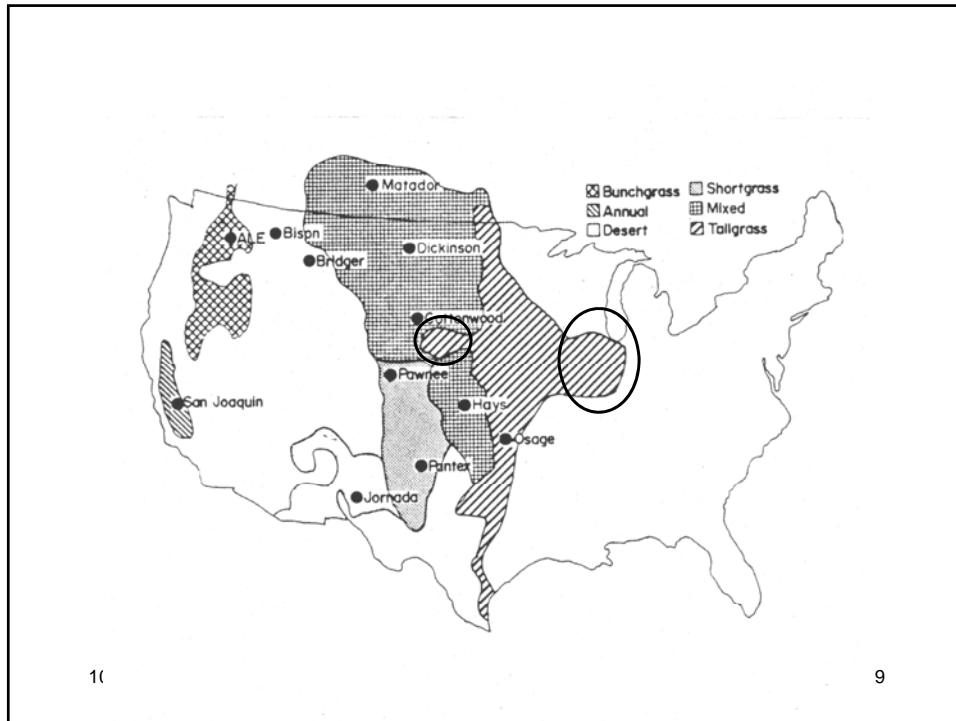 Matador
Bunchgrass Shortgrass
Annual Mixed
Desert Tallgrass
ALE Bison
Dickinson
Bridger
Cottonwood
Pawnee
San Joaquin Hays
Osage
Pantex
Jornada
9